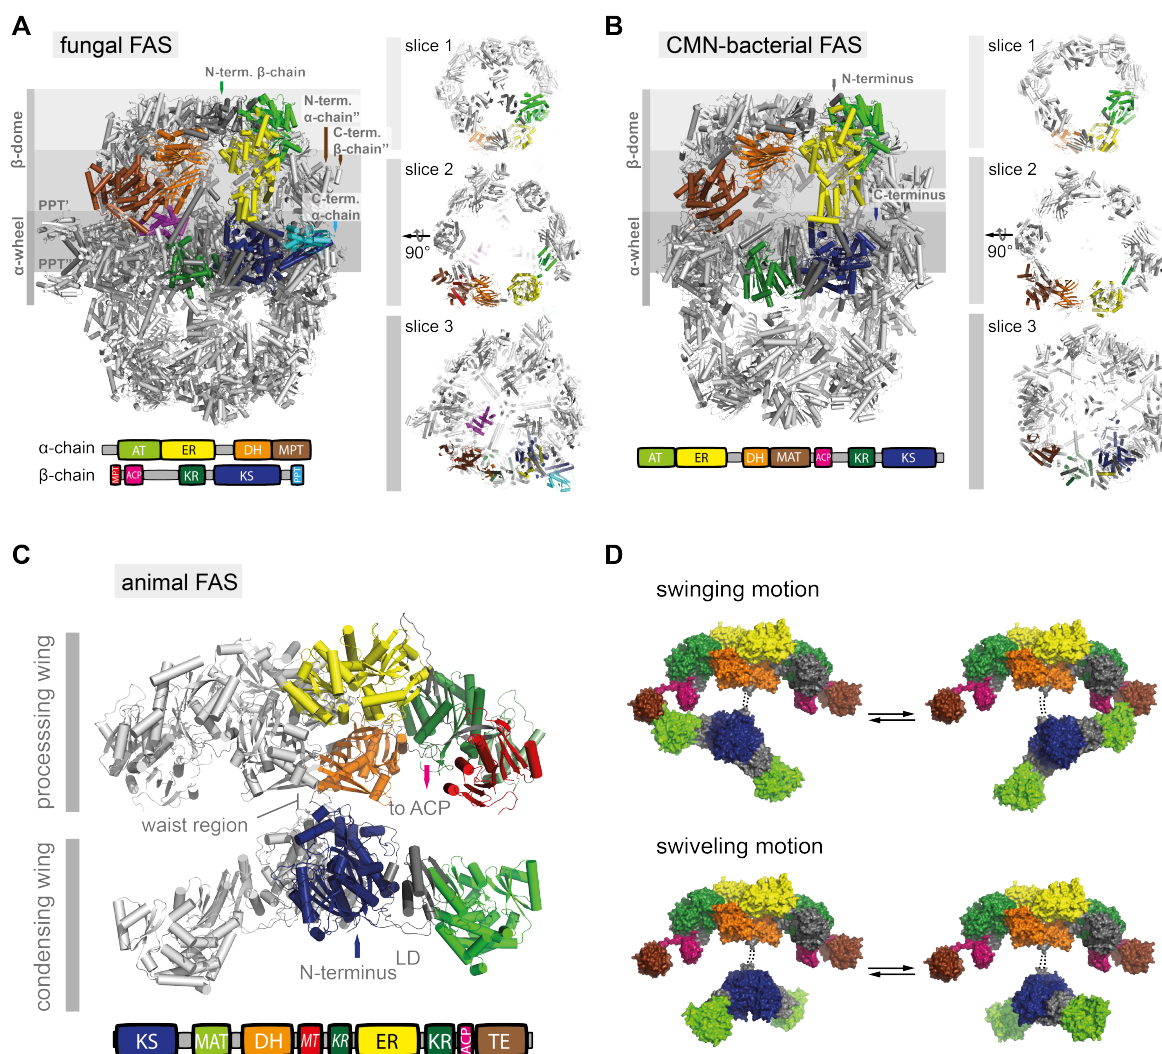 A
fungal FAS
N-term. β-chain
N-term.
α-chain”
C-term.
β-chain”
C-term.
α-chain
β-dome
α-wheel
PPT'
PPT''
slice 1
slice 2
90°
slice 3
α-chain AT ER DH MPT
β-chain MPT ACP KR KS PPT
B
CMN-bacterial FAS
N-terminus
C-terminus
β-dome
α-wheel
slice 1
slice 2
90°
slice 3
AT ER DH MAT ACP KR KS
C
animal FAS
processsing wing
condensing wing
waist region
to ACP
N-terminus
LD
KS MAT DH MT KR ER KR ACP TE
D
swinging motion
swiveling motion